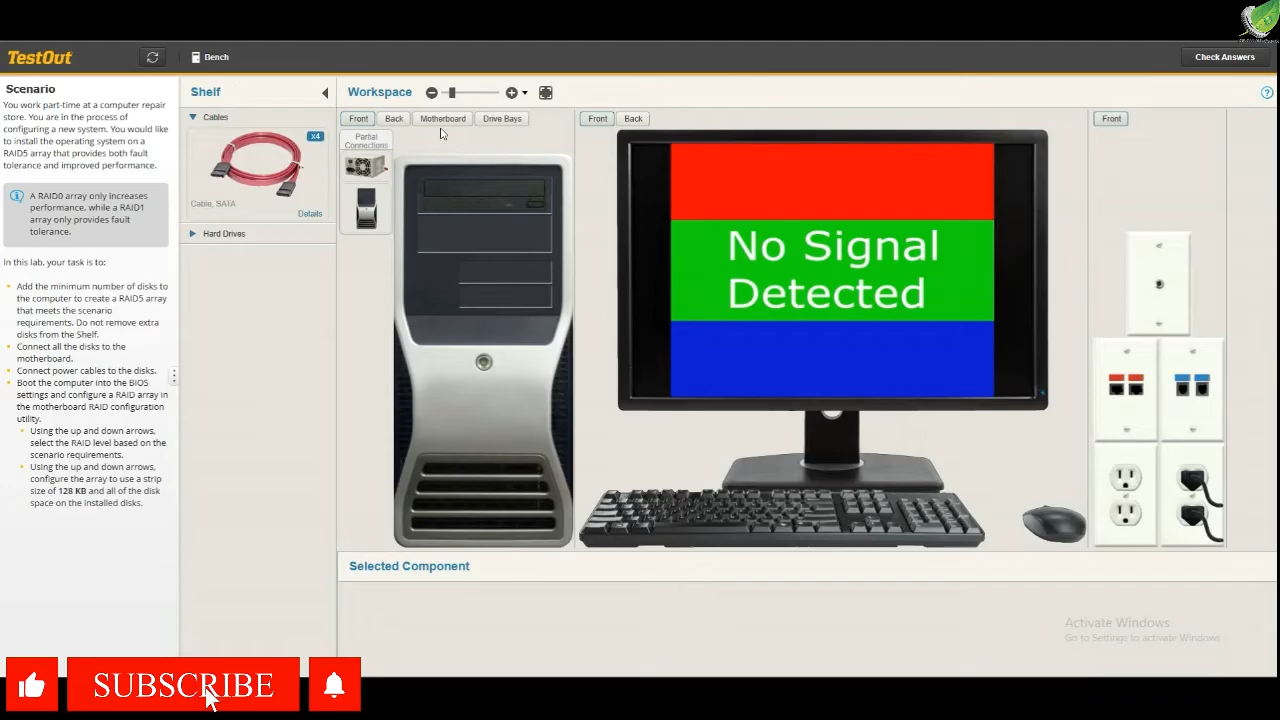 TestOut
Bench
Check Answers
Scenario
You work part-time at a computer repair
store. You are in the process of
configuring a new system. You would like
to install the operating system on a
RAID5 array that provides both fault
tolerance and improved performance.
A RAID0 array only increases
performance, while a RAID1
array only provides fault
tolerance.
In this lab, your task is to:
Add the minimum number of disks to
the computer to create a RAID5 array
that meets the scenario
requirements. Do not remove extra
disks from the Shelf.
Connect all the disks to the
motherboard.
Connect power cables to the disks.
Boot the computer into the BIOS
settings and configure a RAID array in
the motherboard RAID configuration
utility.
Using the up and down arrows,
select the RAID level based on the
scenario requirements.
Using the up and down arrows,
configure the array to use a strip
size of 128 KB and all of the disk
space on the installed disks.
Shelf
Cables
x4
Cable, SATA
Details
Hard Drives
Workspace
Front Back Motherboard Drive Bays
Partial
Connections
Front Back
No Signal
Detected
Front
Selected Component
Activate Windows
Go to Settings to activate Windows.
SUBSCRIBE